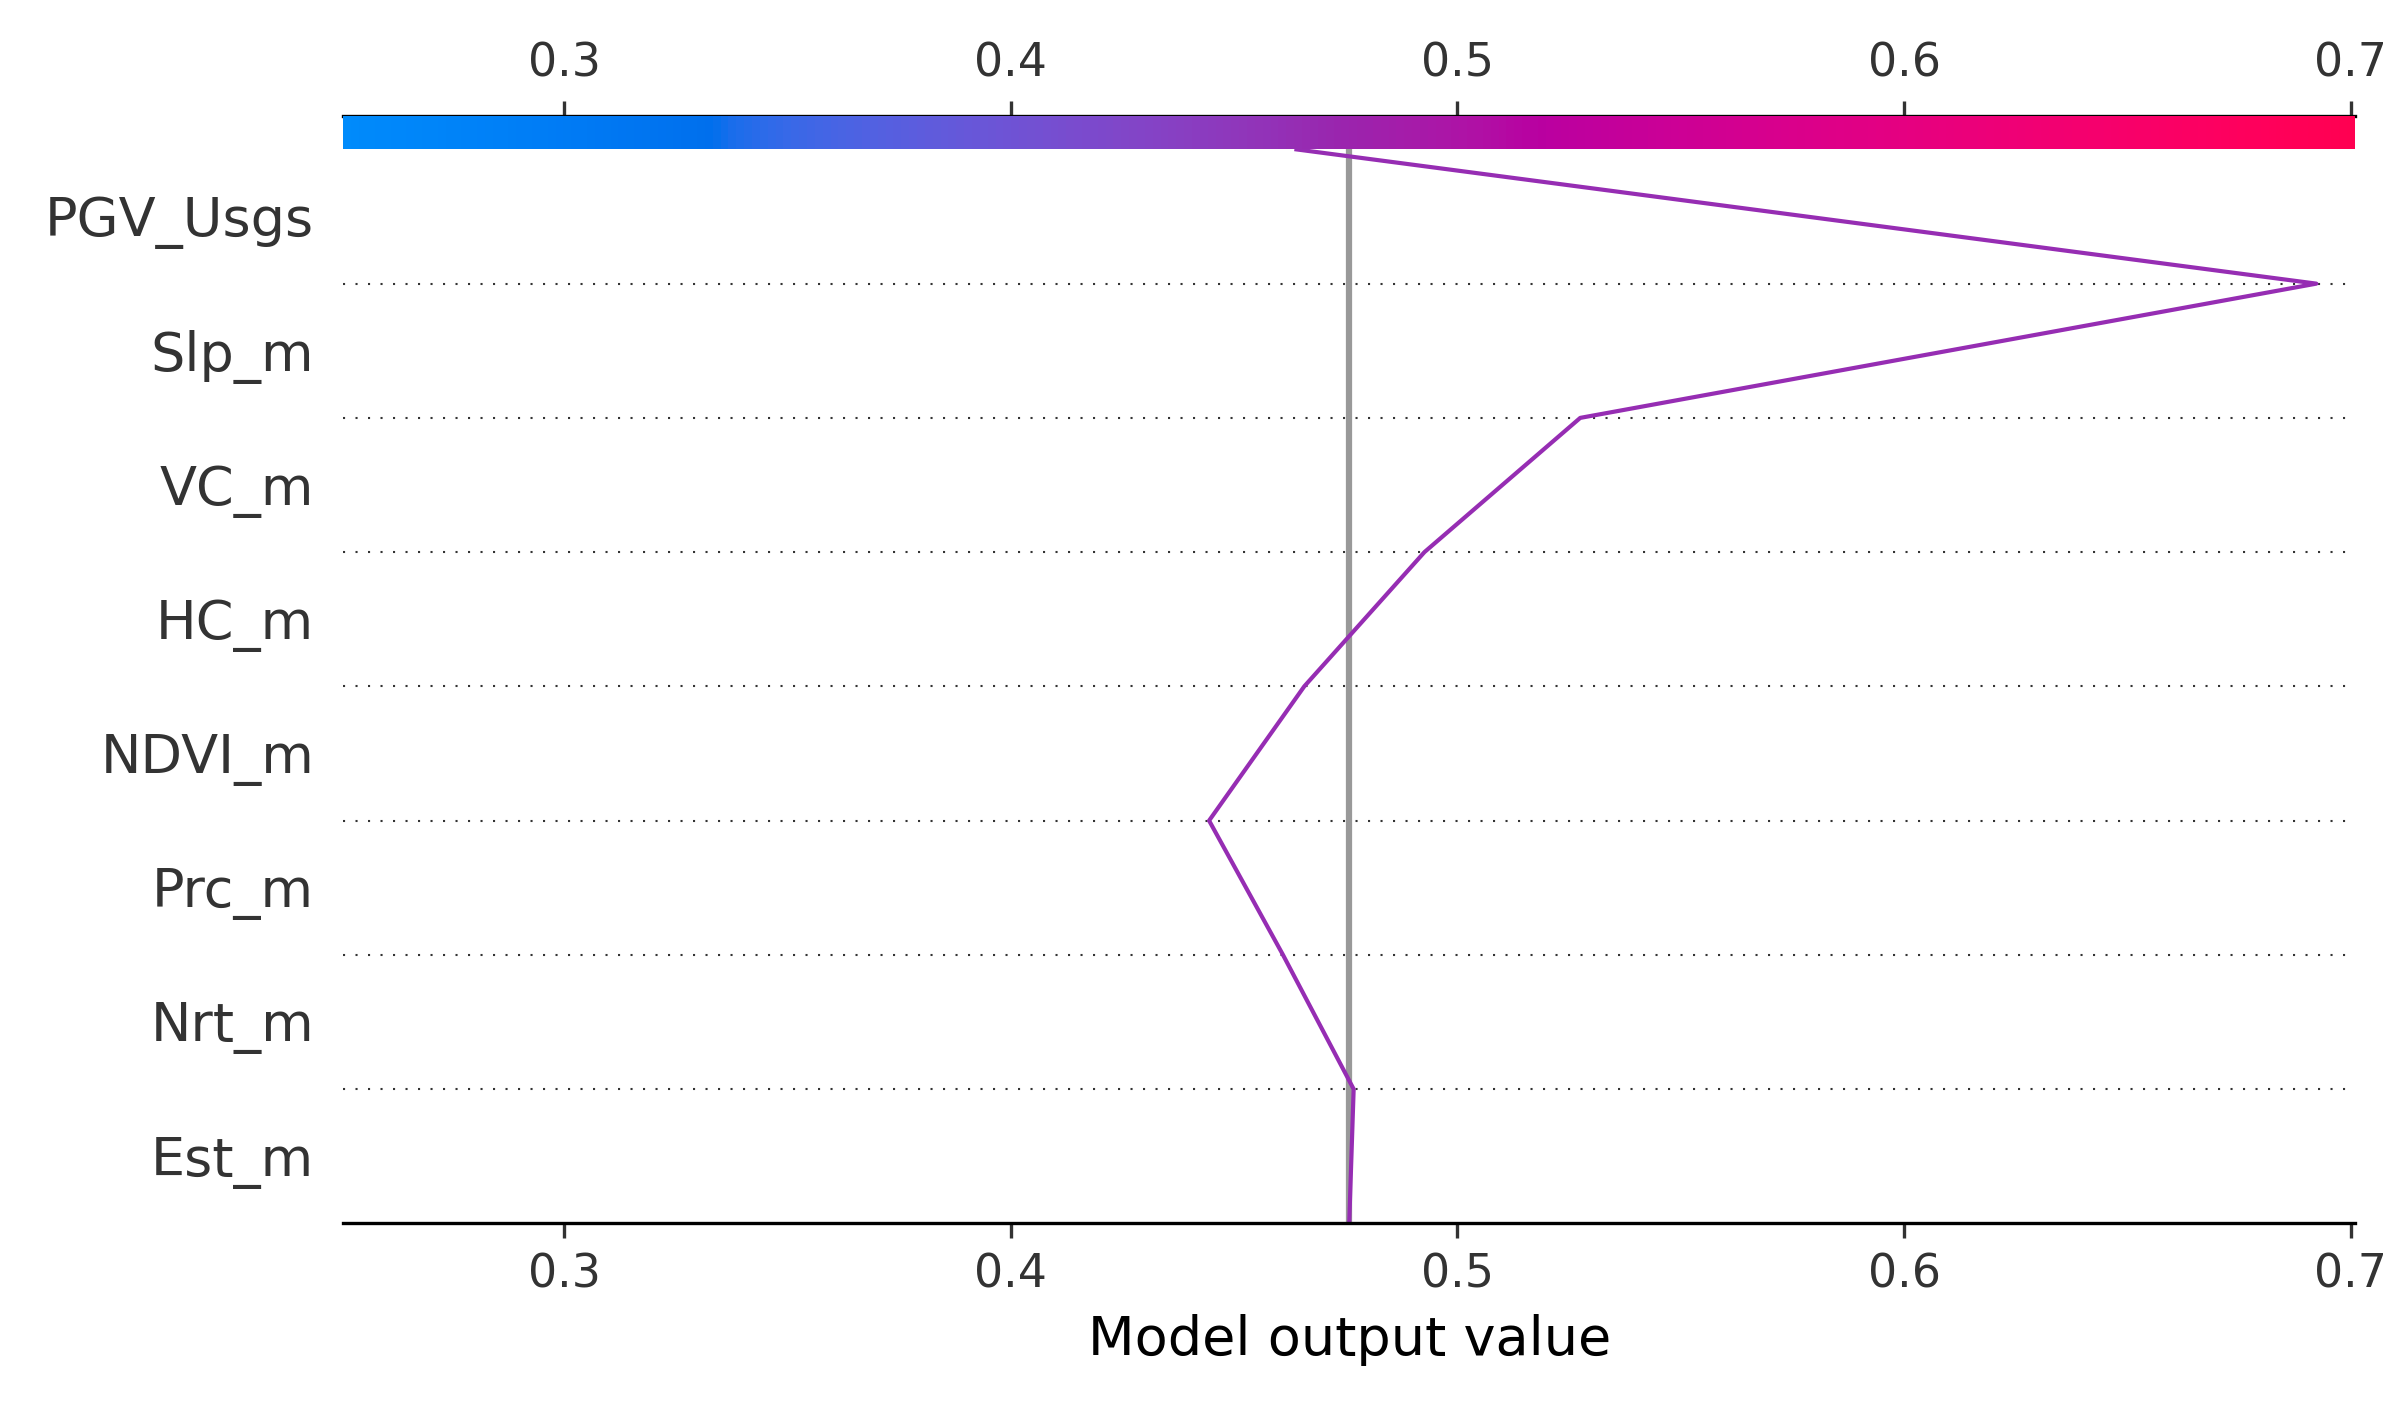 0.3 0.4 0.5 0.6 0.7
PGV_Usgs
Slp_m
VC_m
HC_m
NDVI_m
Prc_m
Nrt_m
Est_m
0.3 0.4 0.5 0.6 0.7
Model output value